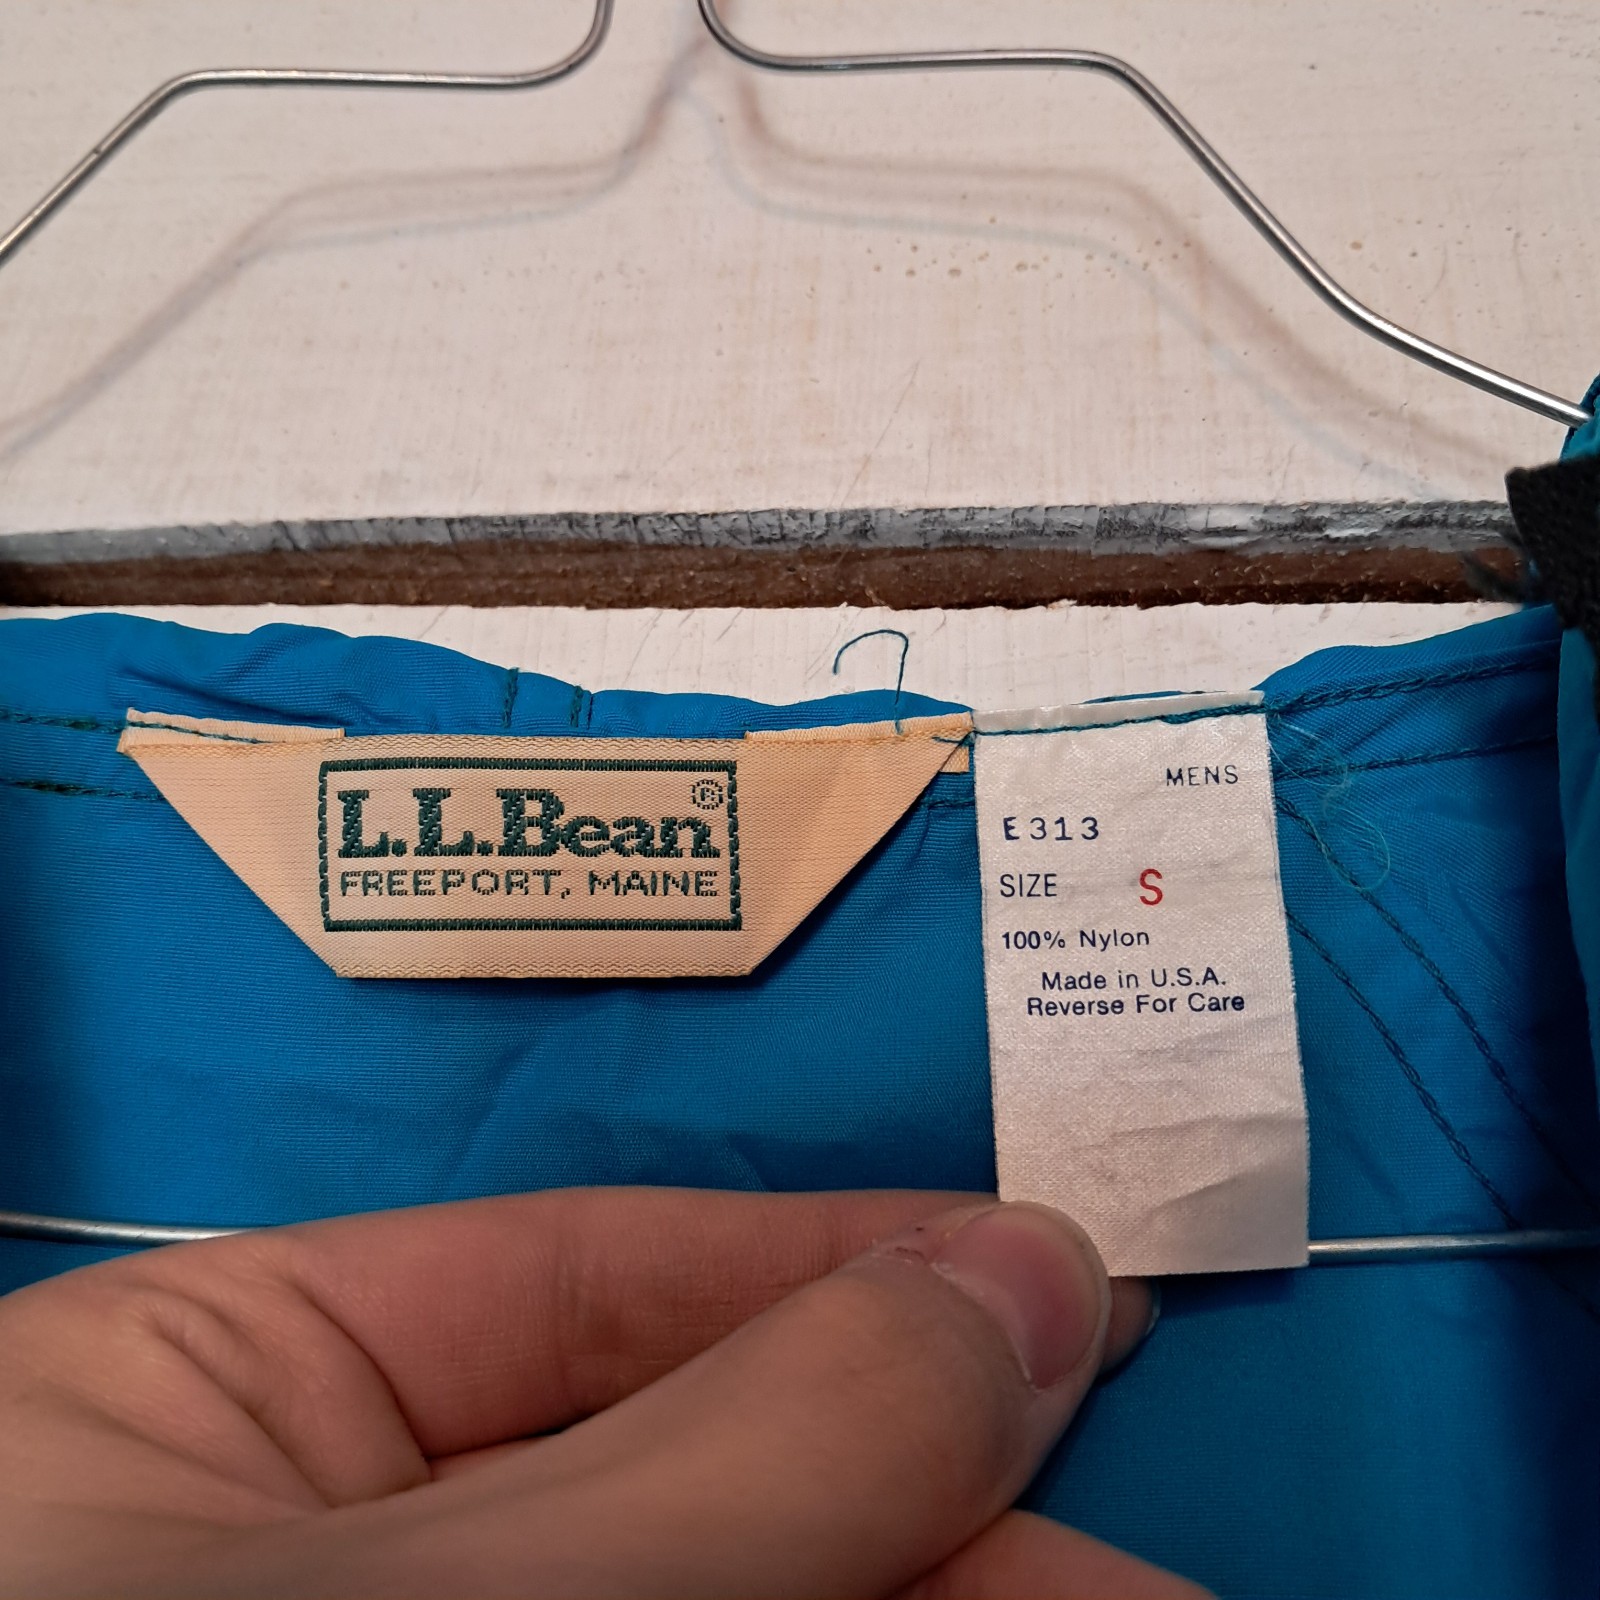 L.L.Bean ®
FREEPORT, MAINE
MENS
E313
SIZE S
100% Nylon
Made in U.S.A.
Reverse For Care